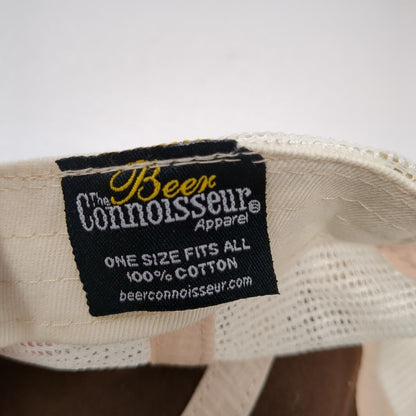 The Beer
Connoisseur®
Apparel
ONE SIZE FITS ALL
100% COTTON
beerconnoisseur.com